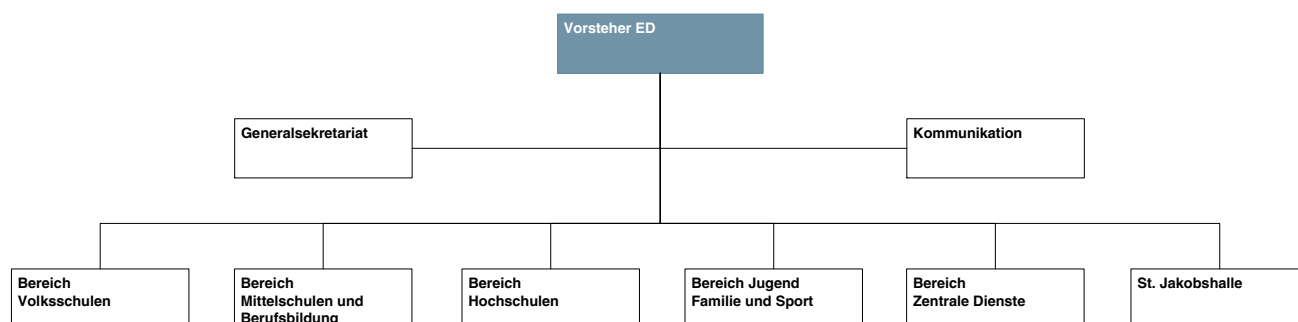 Vorsteher ED
Generalsekretariat
Kommunikation
Bereich
Volksschulen
Bereich
Mittelschulen und
Berufsbildung
Bereich
Hochschulen
Bereich Jugend
Familie und Sport
Bereich
Zentrale Dienste
St. Jakobshalle